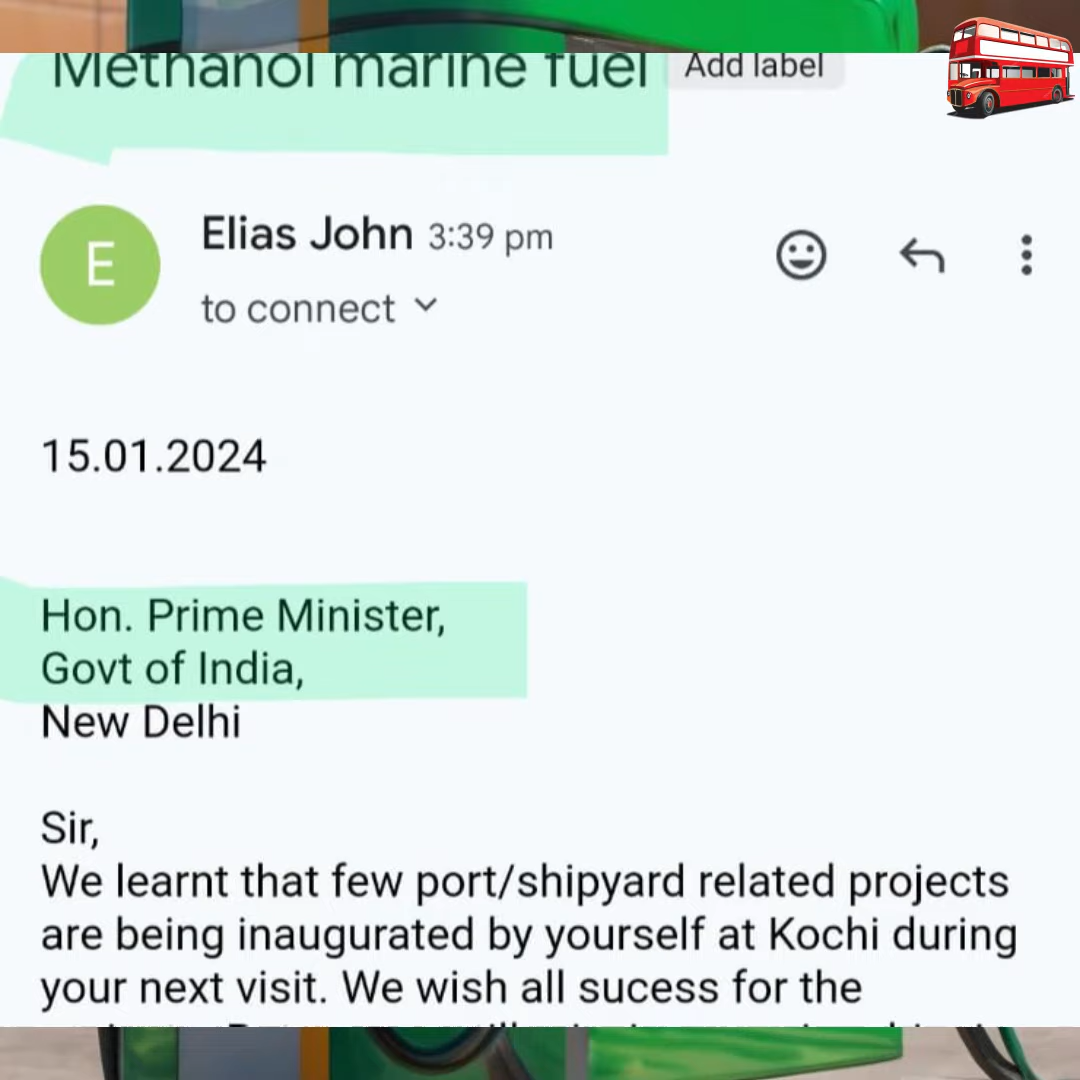 Methanol marine fuel Add label
Elias John 3:39 pm
E
to connect
15.01.2024
Hon. Prime Minister,
Govt of India,
New Delhi
Sir,
We learnt that few port/shipyard related projects
are being inaugurated by yourself at Kochi during
your next visit. We wish all sucess for the